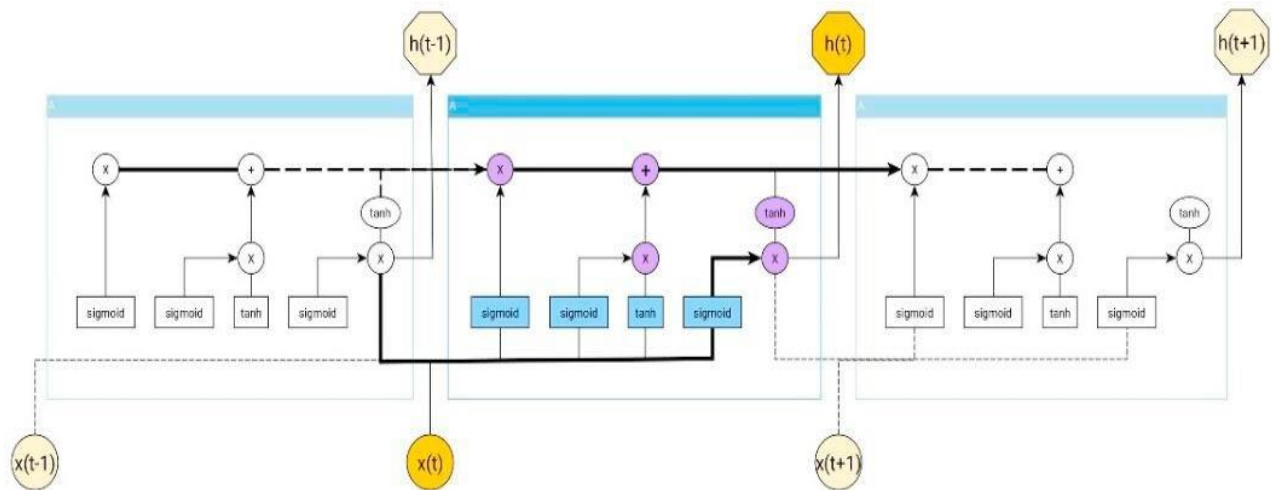 h(t-1) h(t) h(t+1)
A A A
x + x + x +
tanh tanh tanh
x x x x x x
sigmoid sigmoid tanh sigmoid sigmoid sigmoid tanh sigmoid sigmoid sigmoid tanh sigmoid
x(t-1) x(t) x(t+1)